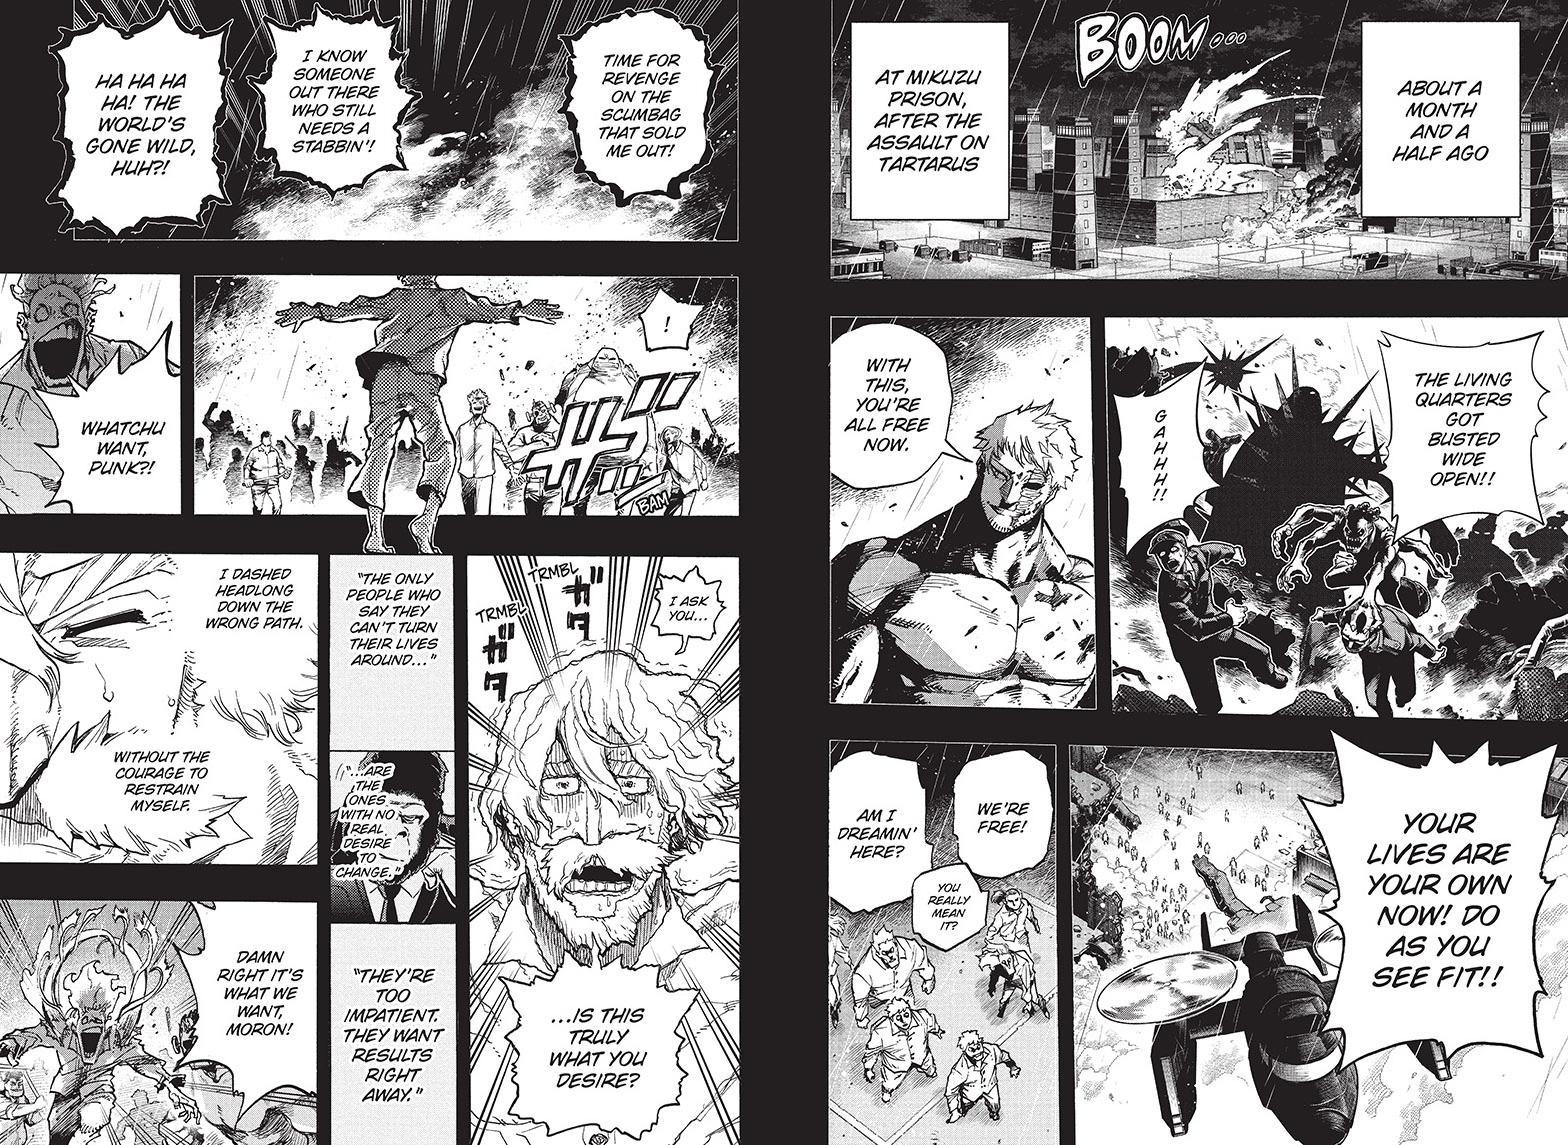 ABOUT A
MONTH
AND A
HALF AGO
BOOM...
AT MIKUZU
PRISON,
AFTER THE
ASSAULT ON
TARTARUS
THE LIVING
QUARTERS
GOT
BUSTED
WIDE
OPEN!!
GAHHH!!
WITH
THIS,
YOU'RE
ALL FREE
NOW.
YOUR
LIVES ARE
YOUR OWN
NOW! DO
AS YOU
SEE FIT!!
WE'RE
FREE!
YOU
REALLY
MEAN
IT?
AM I
DREAMIN'
HERE?
TIME FOR
REVENGE
ON THE
SCUMBAG
THAT SOLD
ME OUT!
I KNOW
SOMEONE
OUT THERE
WHO STILL
NEEDS A
STABBIN'!
HA HA HA
HA! THE
WORLD'S
GONE WILD,
HUH?!
!
BAM
WHATCHU
WANT,
PUNK?!
I ASK
YOU...
TRMBL
ガタ
TRMBL
ガタ
...IS THIS
TRULY
WHAT YOU
DESIRE?
"THE ONLY
PEOPLE WHO
SAY THEY
CAN'T TURN
THEIR LIVES
AROUND..."
"...ARE
THE
ONES
WITH NO
REAL
DESIRE
TO
CHANGE."
"THEY'RE
TOO
IMPATIENT.
THEY WANT
RESULTS
RIGHT
AWAY."
I DASHED
HEADLONG
DOWN THE
WRONG PATH.
WITHOUT THE
COURAGE TO
RESTRAIN
MYSELF.
DAMN
RIGHT IT'S
WHAT WE
WANT,
MORON!